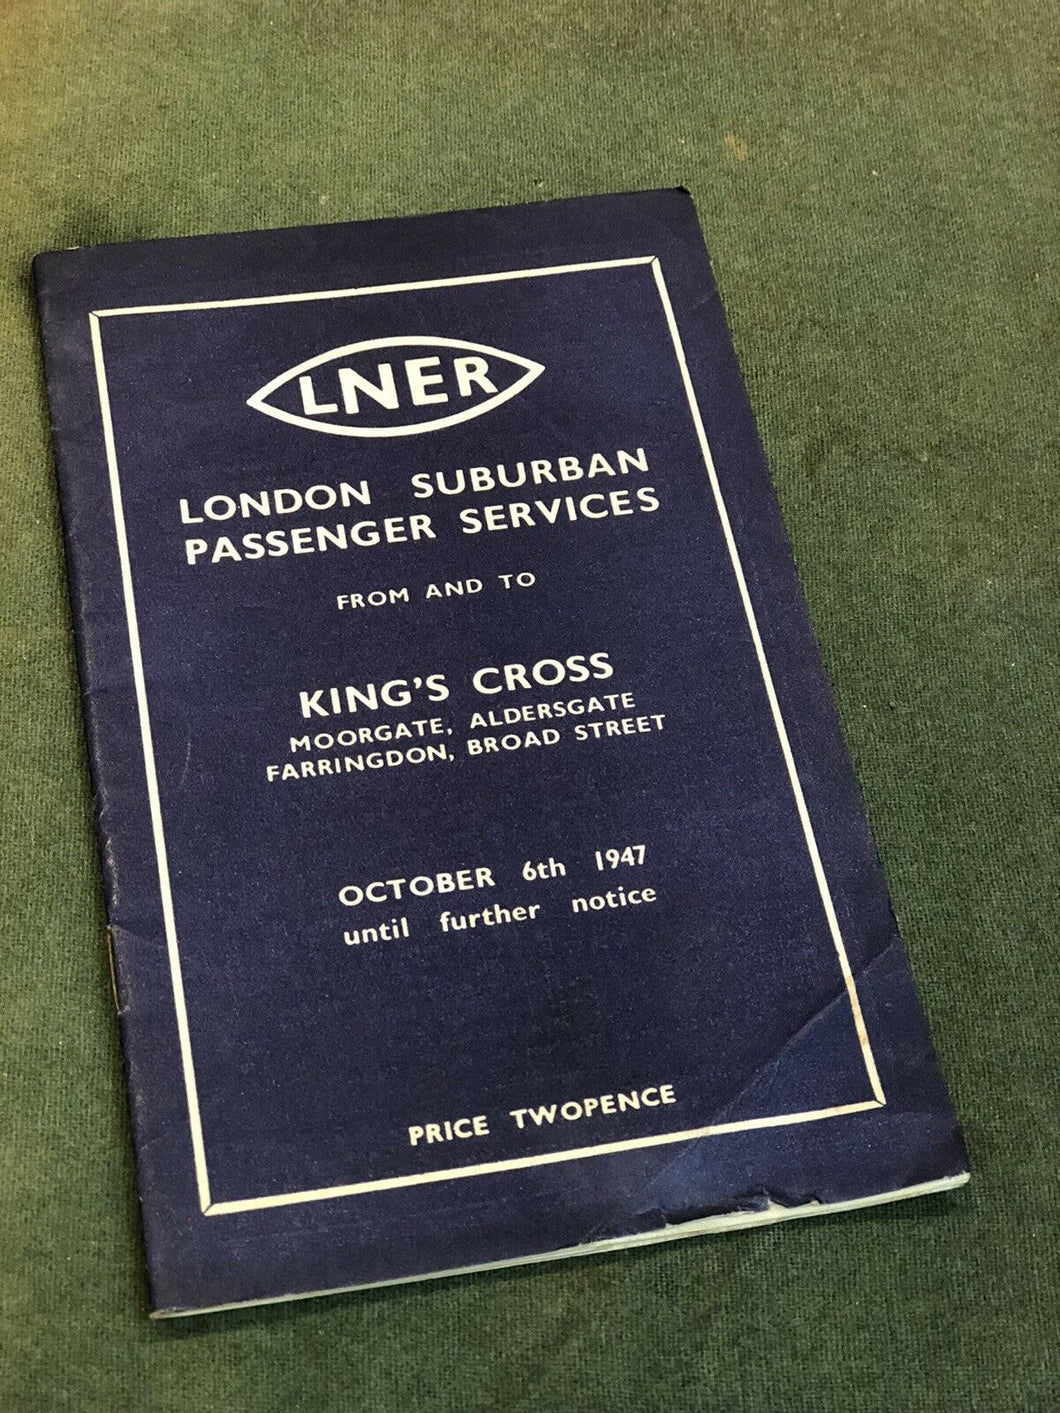 LNER
LONDON SUBURBAN
PASSENGER SERVICES
FROM AND TO
KING'S CROSS
MOORGATE, ALDERSGATE
FARRINGDON, BROAD STREET
OCTOBER 6th 1947
until further notice
PRICE TWOPENCE